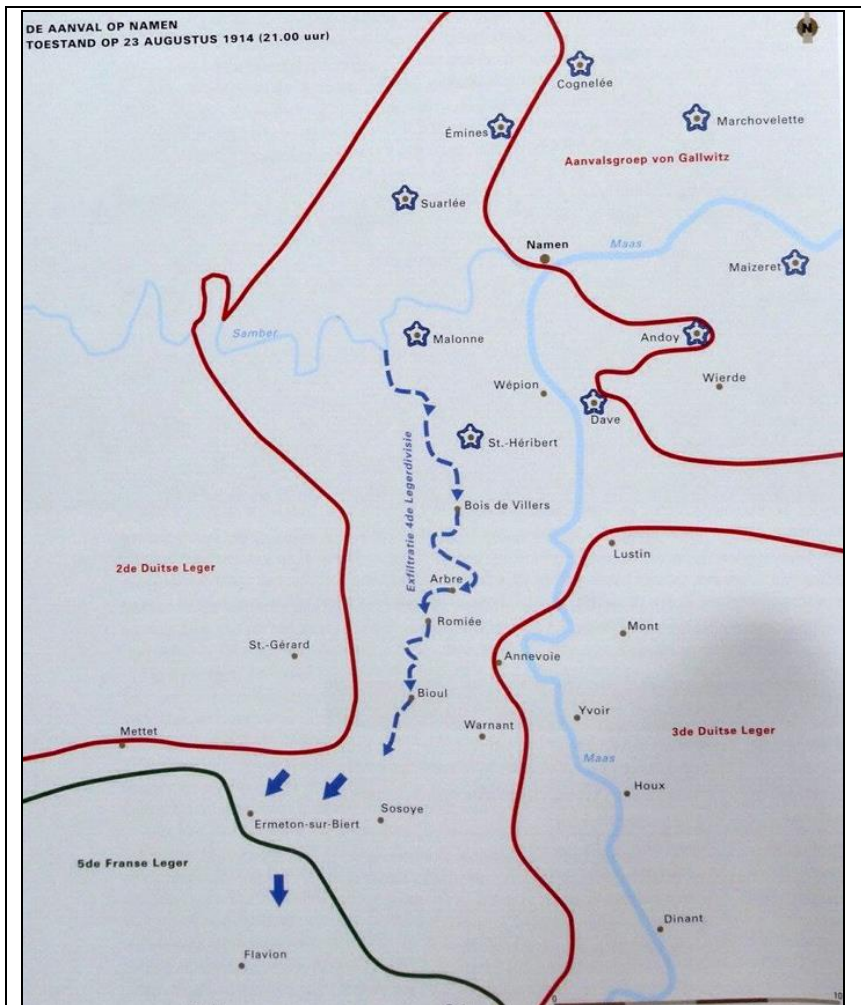 DE AANVAL OP NAMEN
TOESTAND OP 23 AUGUSTUS 1914 (21.00 uur)
N
Cognelée
Marchovelette
Émines
Aanvalsgroep von Gallwitz
Suarlée
Namen
Maas
Maizeret
Samber
Malonne
Andoy
Wierde
Wépion
Dave
St.-Héribert
Exfiltratie 4de Legerdivisie
Bois de Villers
Lustin
2de Duitse Leger
Arbre
Romiée
Mont
St.-Gérard
Annevoie
Bioul
Yvoir
Warnant
3de Duitse Leger
Mettet
Maas
Houx
Sosoye
Ermeton-sur-Biert
5de Franse Leger
Dinant
Flavion
0
10